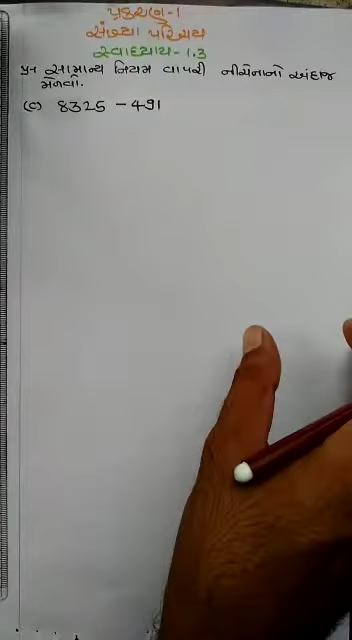 પ્રકરણ-1
સંખ્યા પરિચય
સ્વાધ્યાય-1.3
પ્ર-1 સામાન્ય નિયમ વાપરી નીચેનાનો અંદાજ
મેળવો.
(c) 8325 - 491